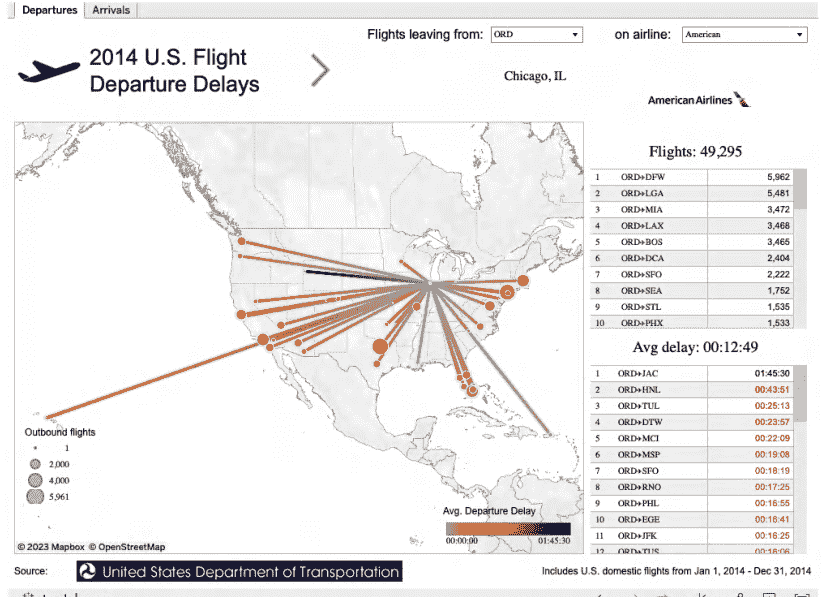 Departures Arrivals
Flights leaving from: ORD on airline: American
2014 U.S. Flight
Departure Delays
Chicago, IL
American Airlines
Flights: 49,295
1 ORD→DFW 5,962
2 ORD→LGA 5,481
3 ORD→MIA 3,472
4 ORD→LAX 3,468
5 ORD→BOS 3,465
6 ORD→DCA 2,404
7 ORD→SFO 2,222
8 ORD→SEA 1,752
9 ORD→STL 1,535
10 ORD→PHX 1,533
Avg delay: 00:12:49
1 ORD→JAC 01:45:30
2 ORD→HNL 00:43:51
3 ORD→TUL 00:25:13
4 ORD→DTW 00:23:57
5 ORD→MCI 00:22:09
6 ORD→MSP 00:19:08
7 ORD→SFO 00:18:19
8 ORD→RNO 00:17:25
9 ORD→PHL 00:16:55
10 ORD→EGE 00:16:41
11 ORD→JFK 00:16:25
12 ORD→TUS 00:16:06
Outbound flights
1
2,000
4,000
5,961
Avg. Departure Delay
00:00:00 01:45:30
© 2023 Mapbox © OpenStreetMap
Source: United States Department of Transportation
Includes U.S. domestic flights from Jan 1, 2014 - Dec 31, 2014